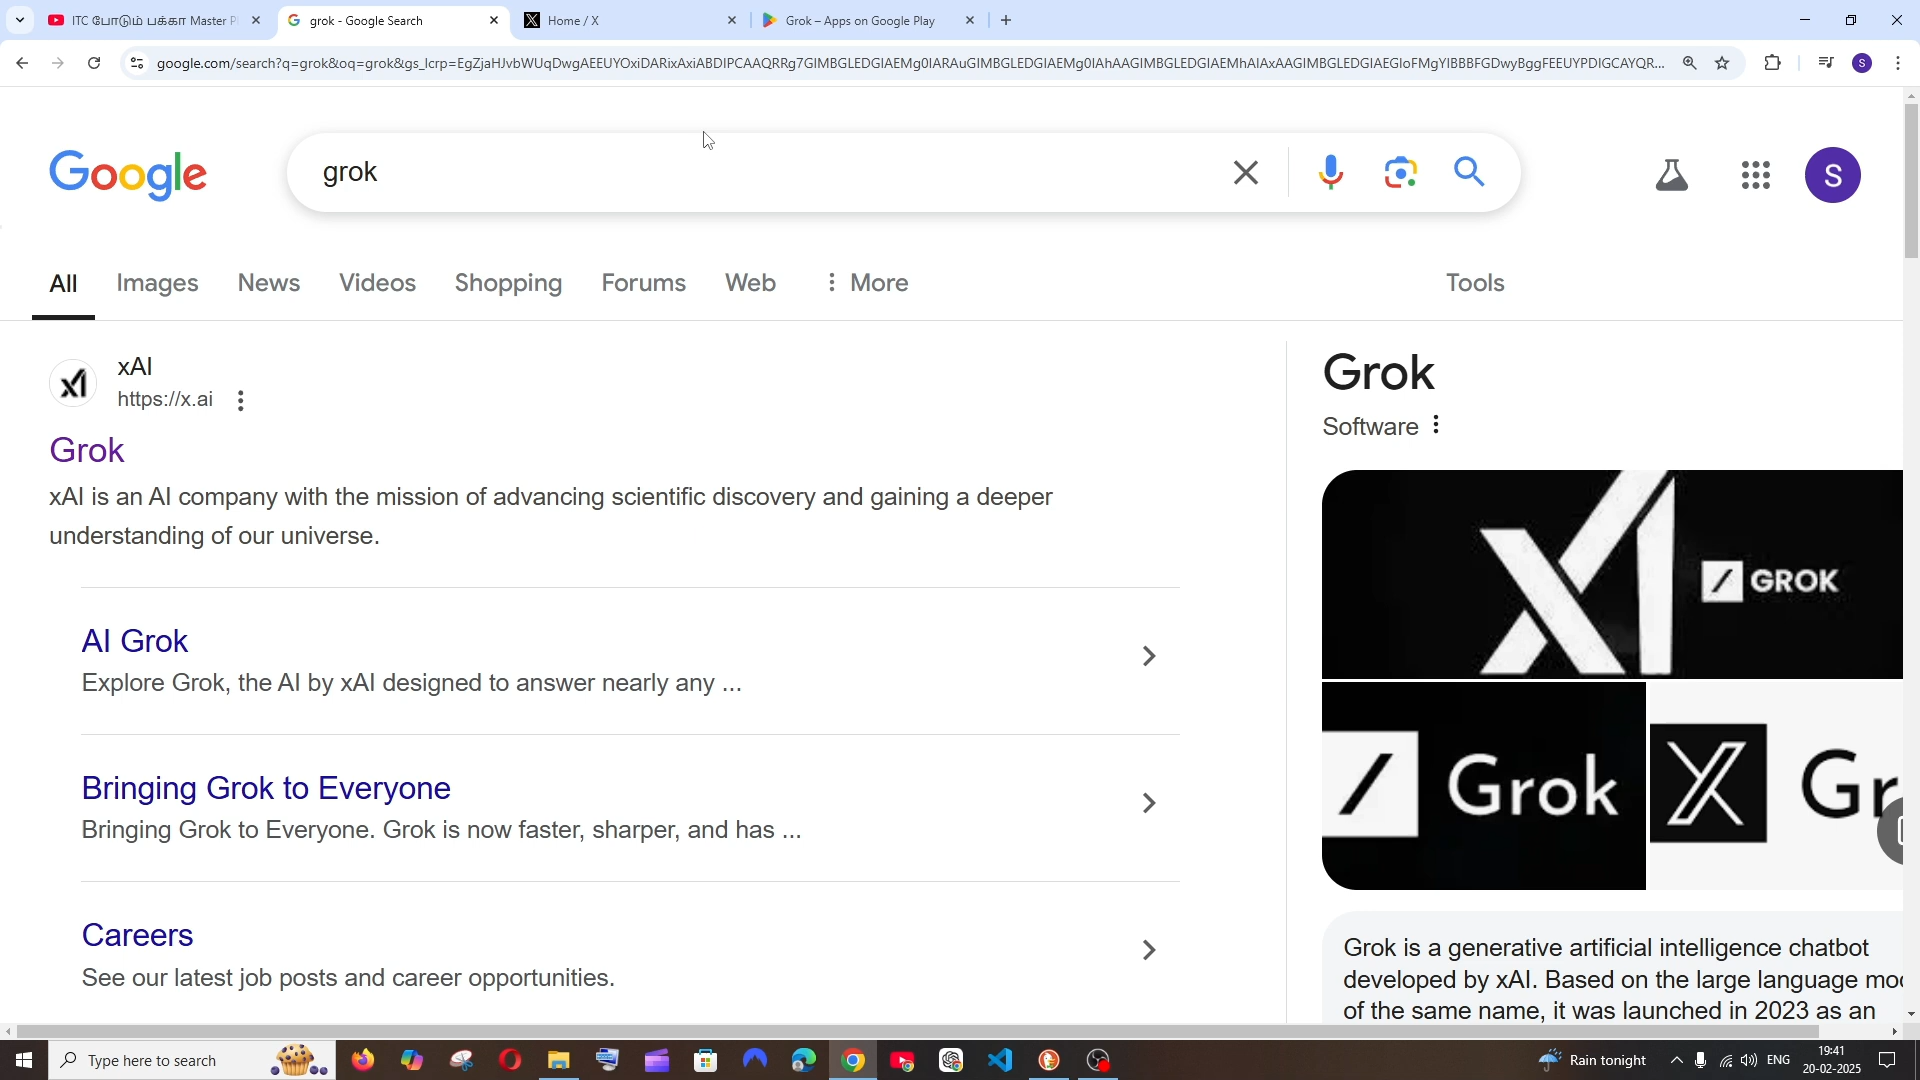 ITC போடும் பக்கா Master P
grok - Google Search
Home / X
Grok – Apps on Google Play
google.com/search?q=grok&oq=grok&gs_lcrp=EgZjaHJvbWUqDwgAEEUYOxiDARixAxiABDIPCAAQRRg7GIMBGLEDGIAEMg0IARAuGIMBGLEDGIAEMg0IAhAAGIMBGLEDGIAEMhAIAxAAGIMBGLEDGIAEGIoFMgYIBBBFGDwyBggFEEUYPDIGCAYQR...
S
Google
grok
S
All
Images
News
Videos
Shopping
Forums
Web
More
Tools
xAI
https://x.ai
Grok
xAI is an AI company with the mission of advancing scientific discovery and gaining a deeper
understanding of our universe.
AI Grok
Explore Grok, the AI by xAI designed to answer nearly any ...
Bringing Grok to Everyone
Bringing Grok to Everyone. Grok is now faster, sharper, and has ...
Careers
See our latest job posts and career opportunities.
Grok
Software
GROK
Grok
Gr
Grok is a generative artificial intelligence chatbot
developed by xAI. Based on the large language mo
of the same name, it was launched in 2023 as an
Type here to search
Rain tonight
ENG
19:41
20-02-2025